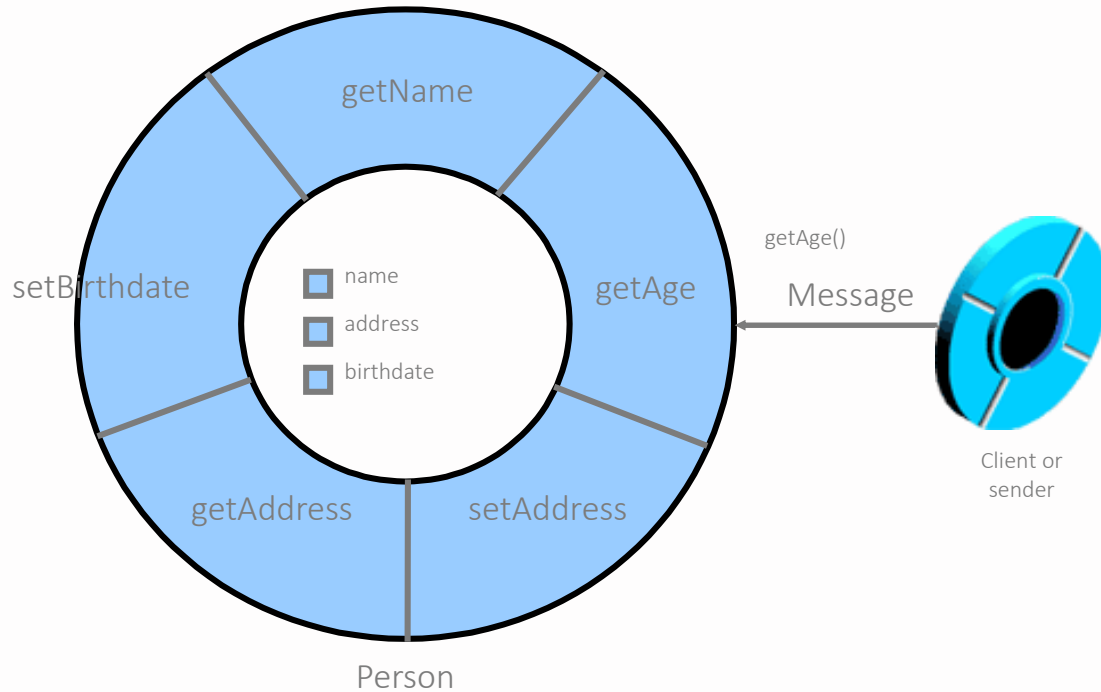 getName
getAge()
name
setBirthdate
getAge
Message
address
birthdate
Client or
sender
getAddress
setAddress
Person